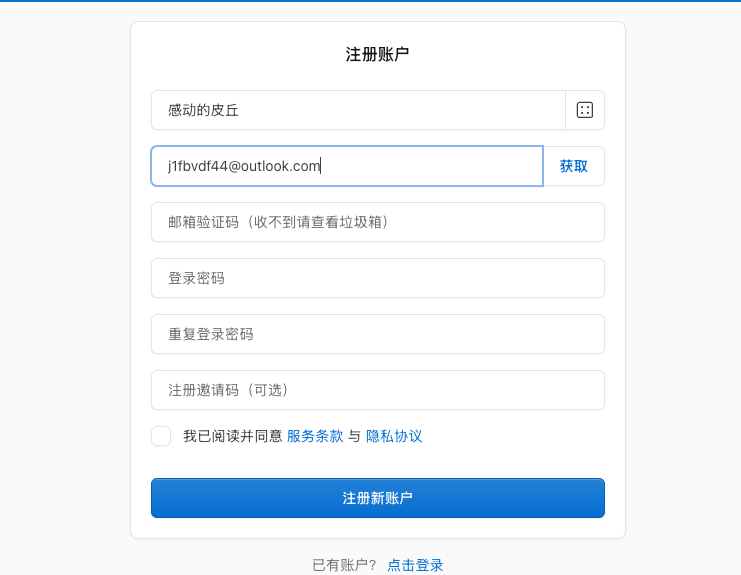 注册账户
感动的皮丘
j1fbvdf44@outlook.com 获取
邮箱验证码（收不到请查看垃圾箱）
登录密码
重复登录密码
注册邀请码（可选）
我已阅读并同意 服务条款 与 隐私协议
注册新账户
已有账户？ 点击登录